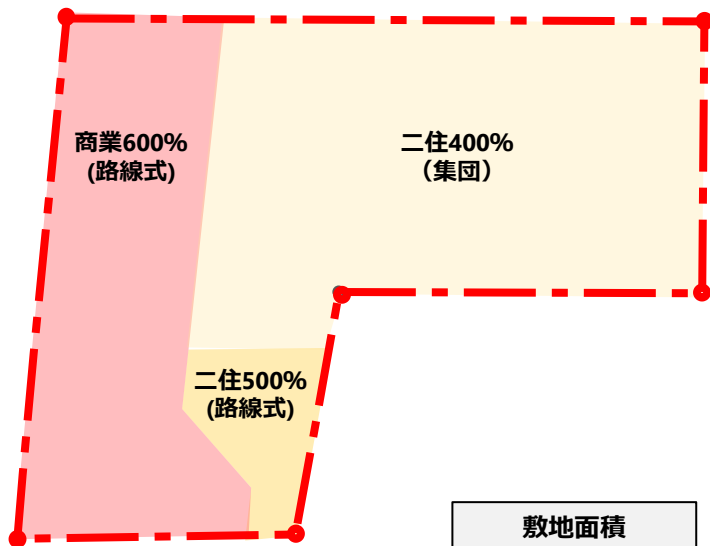 商業600%
(路線式)
二住400%
（集団）
二住500%
(路線式)
敷地面積